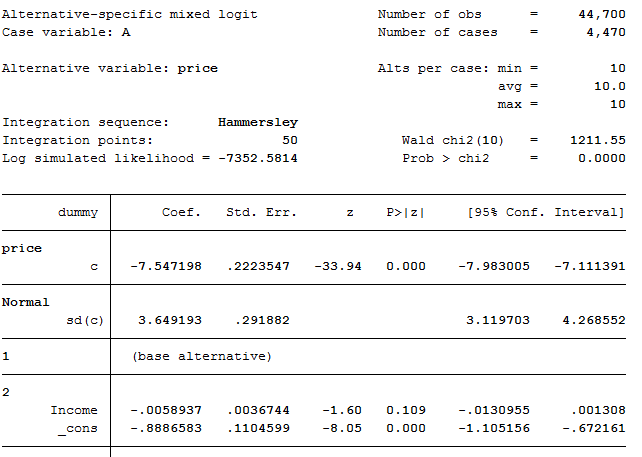 Alternative-specific mixed logit Number of obs = 44,700
Case variable: A Number of cases = 4,470
Alternative variable: price Alts per case: min = 10
avg = 10.0
max = 10
Integration sequence: Hammersley
Integration points: 50 Wald chi2(10) = 1211.55
Log simulated likelihood = -7352.5814 Prob > chi2 = 0.0000
dummy Coef. Std. Err. z P>|z| [95% Conf. Interval]
price
c -7.547198 .2223547 -33.94 0.000 -7.983005 -7.111391
Normal
sd(c) 3.649193 .291882 3.119703 4.268552
1 (base alternative)
2
Income -.0058937 .0036744 -1.60 0.109 -.0130955 .001308
_cons -.8886583 .1104599 -8.05 0.000 -1.105156 -.672161